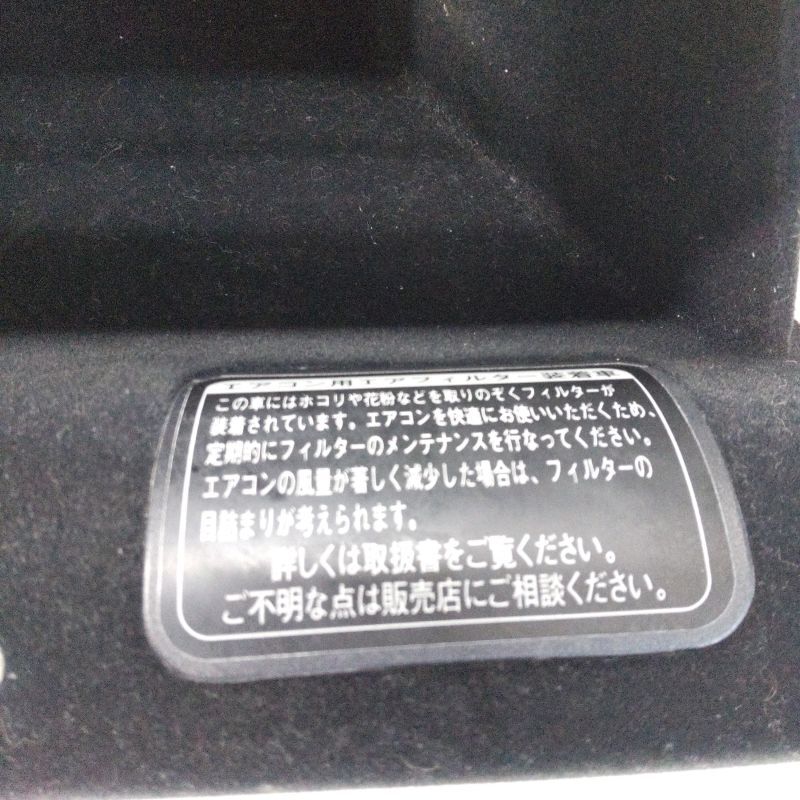 エアコン用エアフィルター装着車
この車にはホコリや花粉などを取りのぞくフィルターが
装着されています。エアコンを快適にお使いいただくため、
定期的にフィルターのメンテナンスを行なってください。
エアコンの風量が著しく減少した場合は、フィルターの
目詰まりが考えられます。
詳しくは取扱書をご覧ください。
ご不明な点は販売店にご相談ください。